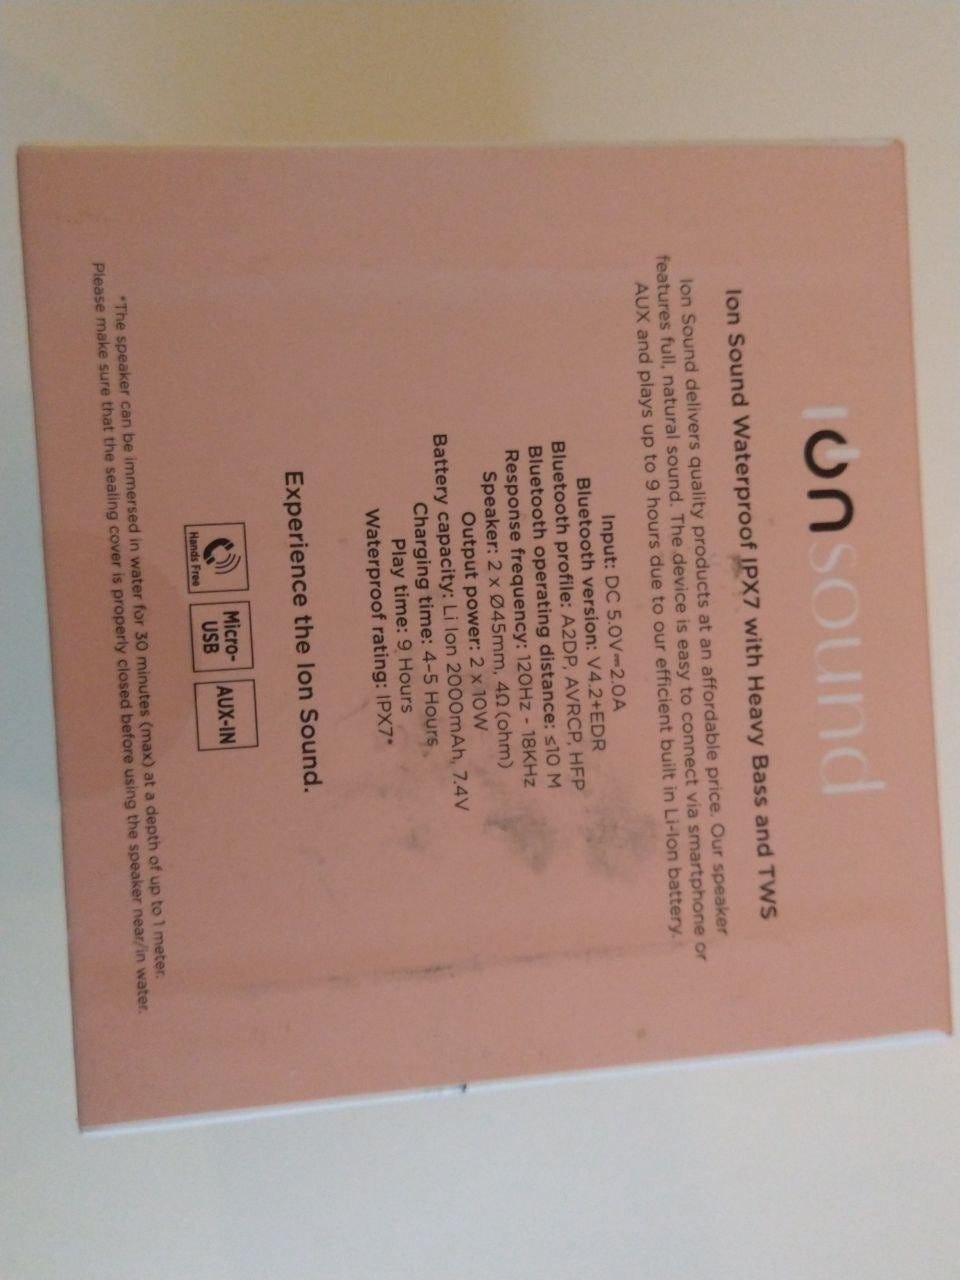 Ion sound
Ion Sound Waterproof IPX7 with Heavy Bass and TWS
Ion Sound delivers quality products at an affordable price. Our speaker
features full, natural sound. The device is easy to connect via smartphone or
AUX and plays up to 9 hours due to our efficient built in Li-Ion battery.
Input: DC 5.0V⎓2.0A
Bluetooth version: V4.2+EDR
Bluetooth profile: A2DP, AVRCP, HFP
Bluetooth operating distance: ≤10 M
Response frequency: 120Hz - 18KHz
Speaker: 2 x Ø45mm, 4Ω (ohm)
Output power: 2 x 10W
Battery capacity: Li Ion 2000mAh, 7.4V
Charging time: 4-5 Hours
Play time: 9 Hours
Waterproof rating: IPX7*
Experience the Ion Sound.
Hands Free
Micro-
USB
AUX-IN
*The speaker can be immersed in water for 30 minutes (max) at a depth of up to 1 meter.
Please make sure that the sealing cover is properly closed before using the speaker near/in water.